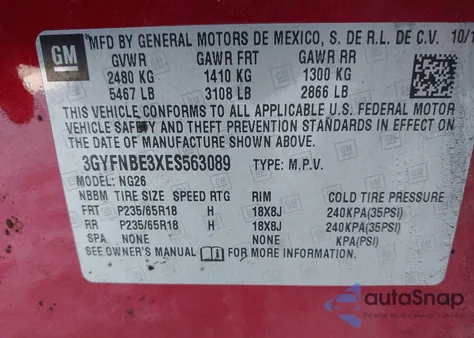 GM
MFD BY GENERAL MOTORS DE MEXICO, S. DE R.L. DE C.V. 10/1
GVWR GAWR FRT GAWR RR
2480 KG 1410 KG 1300 KG
5467 LB 3108 LB 2866 LB
THIS VEHICLE CONFORMS TO ALL APPLICABLE U.S. FEDERAL MOTOR
VEHICLE SAFETY AND THEFT PREVENTION STANDARDS IN EFFECT ON
THE DATE OF MANUFACTURE SHOWN ABOVE.
3GYFNBE3XES563089 TYPE: M.P.V.
MODEL: NG26
NBBM TIRE SIZE SPEED RTG RIM COLD TIRE PRESSURE
FRT P235/65R18 H 18X8J 240KPA(35PSI)
RR P235/65R18 H 18X8J 240KPA(35PSI)
SPA NONE NONE KPA(PSI)
SEE OWNER'S MANUAL FOR MORE INFORMATION.
autoSnap